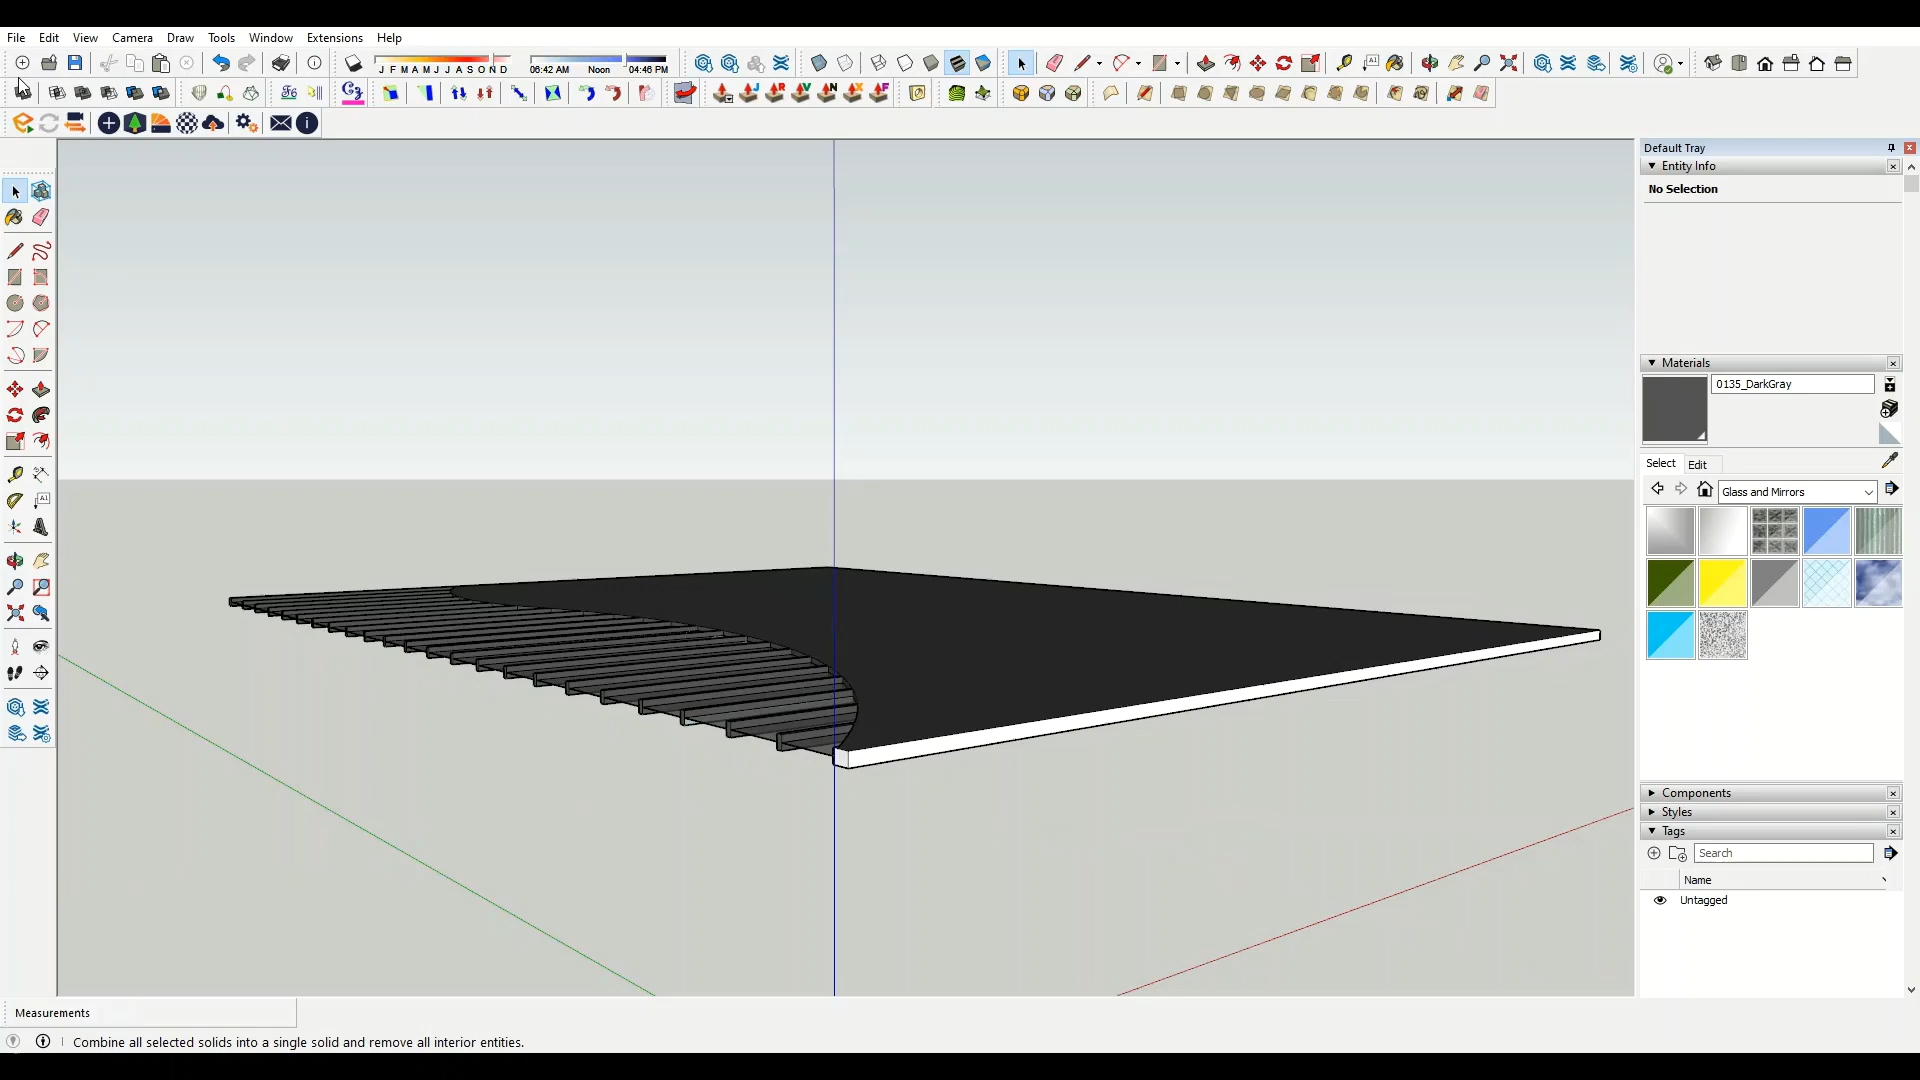 File Edit View Camera Draw Tools Window Extensions Help
J F M A M J J A S O N D
06:42 AM Noon 04:46 PM
A1
J R V N X F
A1
Default Tray
Entity Info
No Selection
Materials
0135_DarkGray
Select Edit
Glass and Mirrors
Components
Styles
Tags
Search
Name
Untagged
Measurements
Combine all selected solids into a single solid and remove all interior entities.